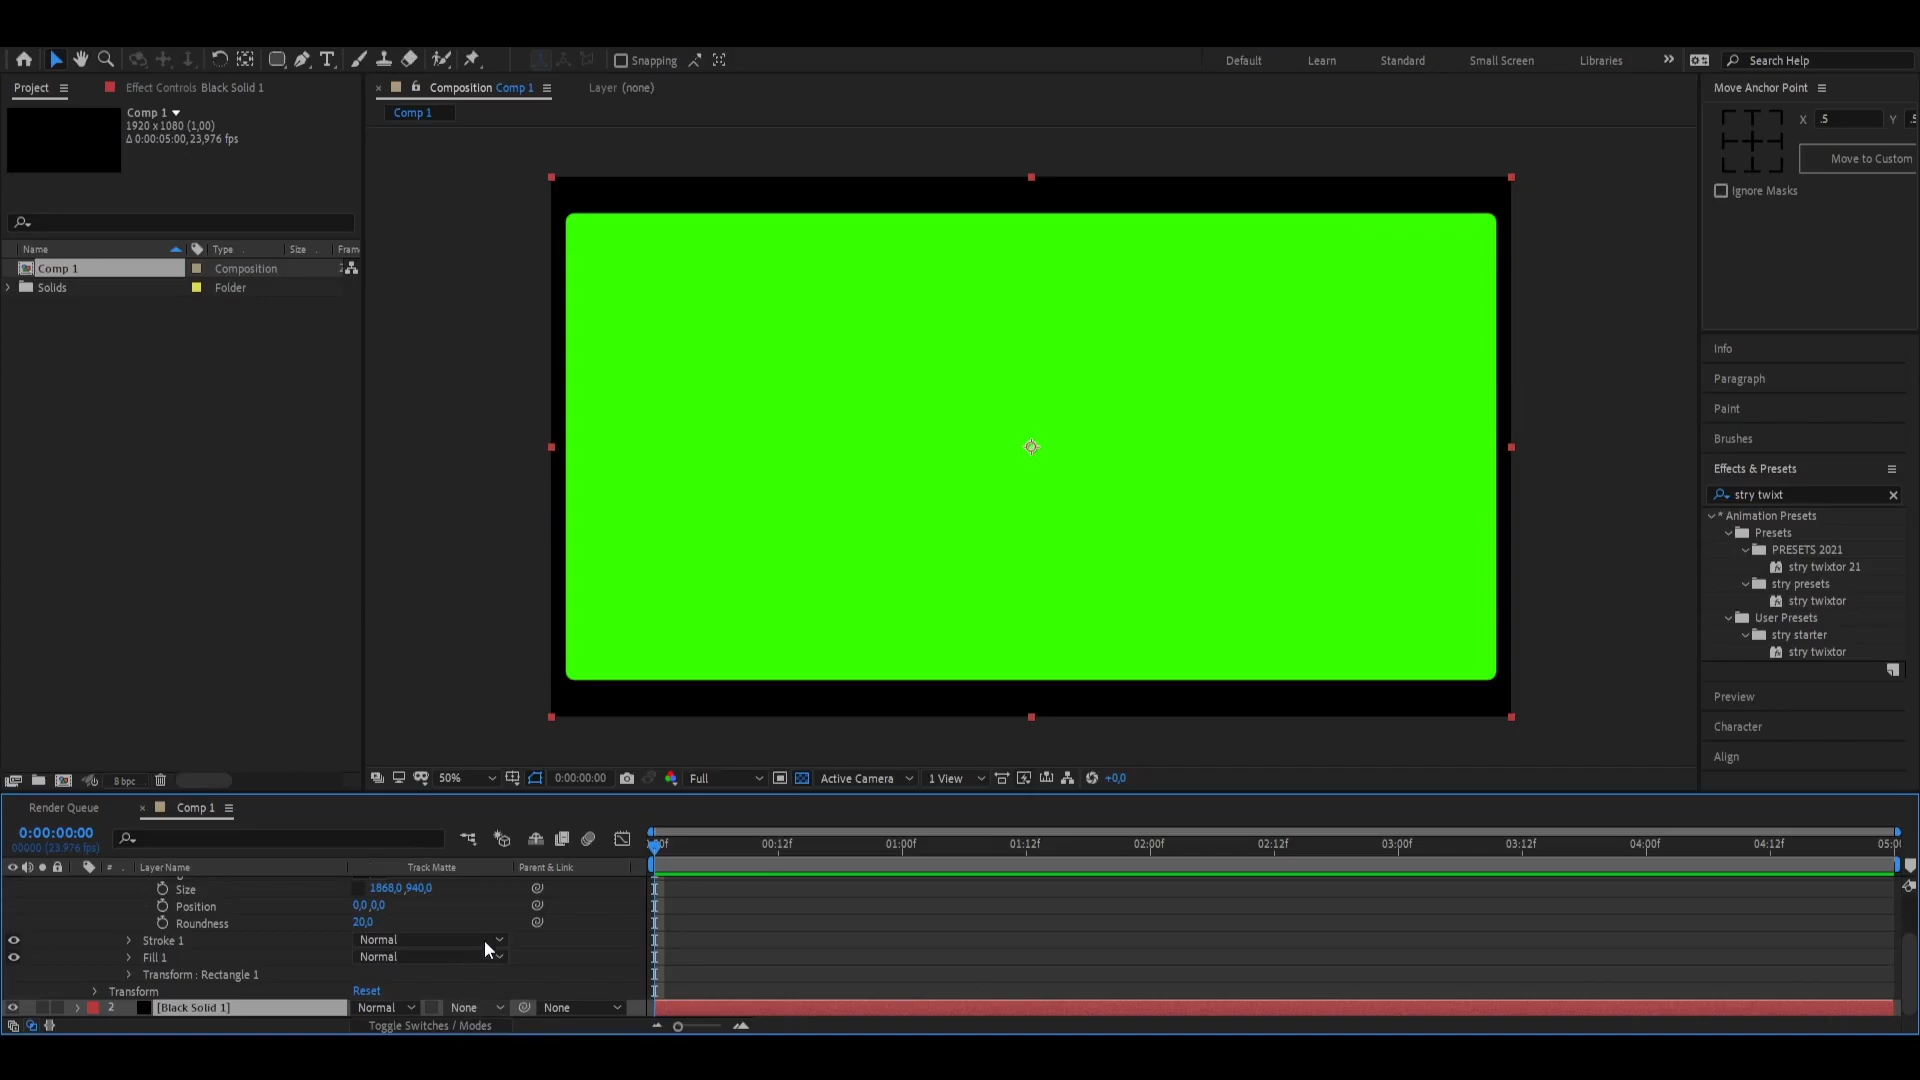 Snapping
Default
Learn
Standard
Small Screen
Libraries
Search Help
Project
Effect Controls Black Solid 1
Composition Comp 1
Layer (none)
Move Anchor Point
Comp 1
1920 x 1080 (1,00)
Δ 0:00:05:00, 23,976 fps
Comp 1
X .5 Y .5
Move to Custom
Ignore Masks
Name
Type
Size
Fram
Comp 1
Composition
Solids
Folder
Info
Paragraph
Paint
Brushes
Effects & Presets
stry twixt
* Animation Presets
Presets
PRESETS 2021
stry twixtor 21
stry presets
stry twixtor
User Presets
stry starter
stry twixtor
Preview
Character
Align
8 bpc
50%
0:00:00:00
Full
Active Camera
1 View
+0,0
Render Queue
Comp 1
0:00:00:00
00000 (23.976 fps)
00:12f
01:00f
01:12f
02:00f
02:12f
03:00f
03:12f
04:00f
04:12f
# . Layer Name
Track Matte
Parent & Link
Size
1868,0 ,940,0
Position
0,0 ,0,0
Roundness
20,0
Stroke 1
Normal
Fill 1
Normal
Transform : Rectangle 1
Transform
Reset
2
[Black Solid 1]
Normal
None
None
Toggle Switches / Modes